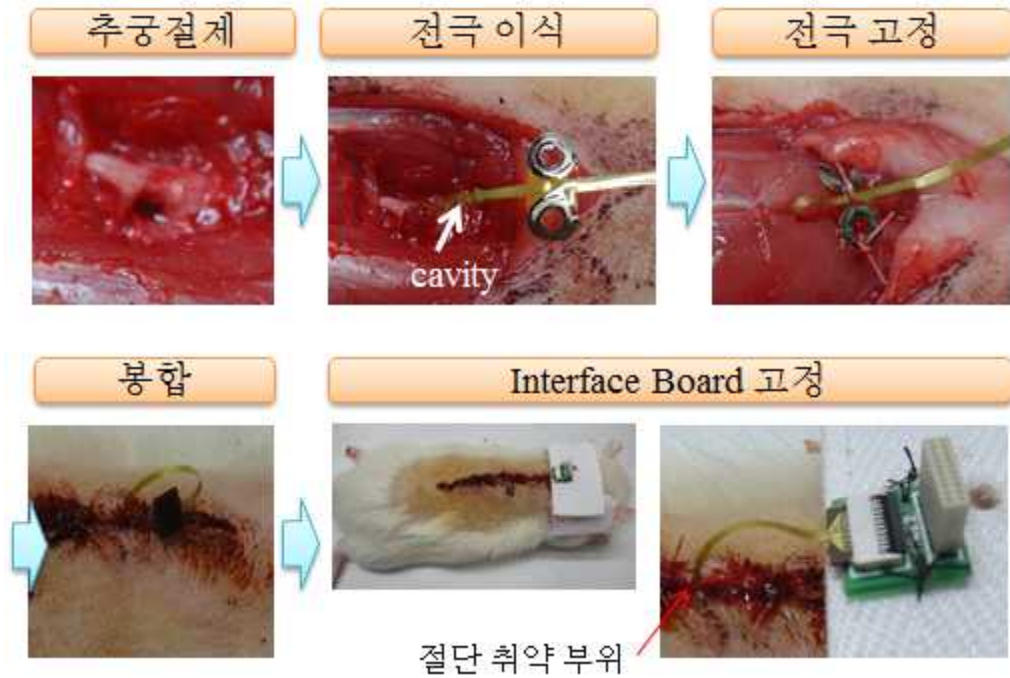 추궁절제
전극 이식
전극 고정
cavity
봉합
Interface Board 고정
절단 취약 부위